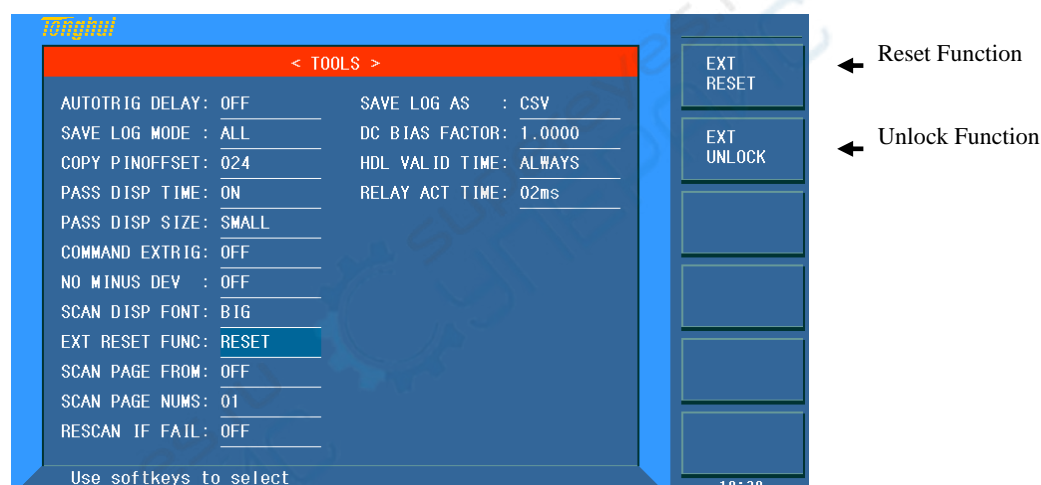 Tonghui
< TOOLS >
AUTOTRIG DELAY: OFF
SAVE LOG AS : CSV
SAVE LOG MODE : ALL
DC BIAS FACTOR: 1.0000
COPY PINOFFSET: 024
HDL VALID TIME: ALWAYS
PASS DISP TIME: ON
RELAY ACT TIME: 02ms
PASS DISP SIZE: SMALL
COMMAND EXTRIG: OFF
NO MINUS DEV : OFF
SCAN DISP FONT: BIG
EXT RESET FUNC: RESET
SCAN PAGE FROM: OFF
SCAN PAGE NUMS: 01
RESCAN IF FAIL: OFF
Use softkeys to select
EXT
RESET
Reset Function
EXT
UNLOCK
Unlock Function